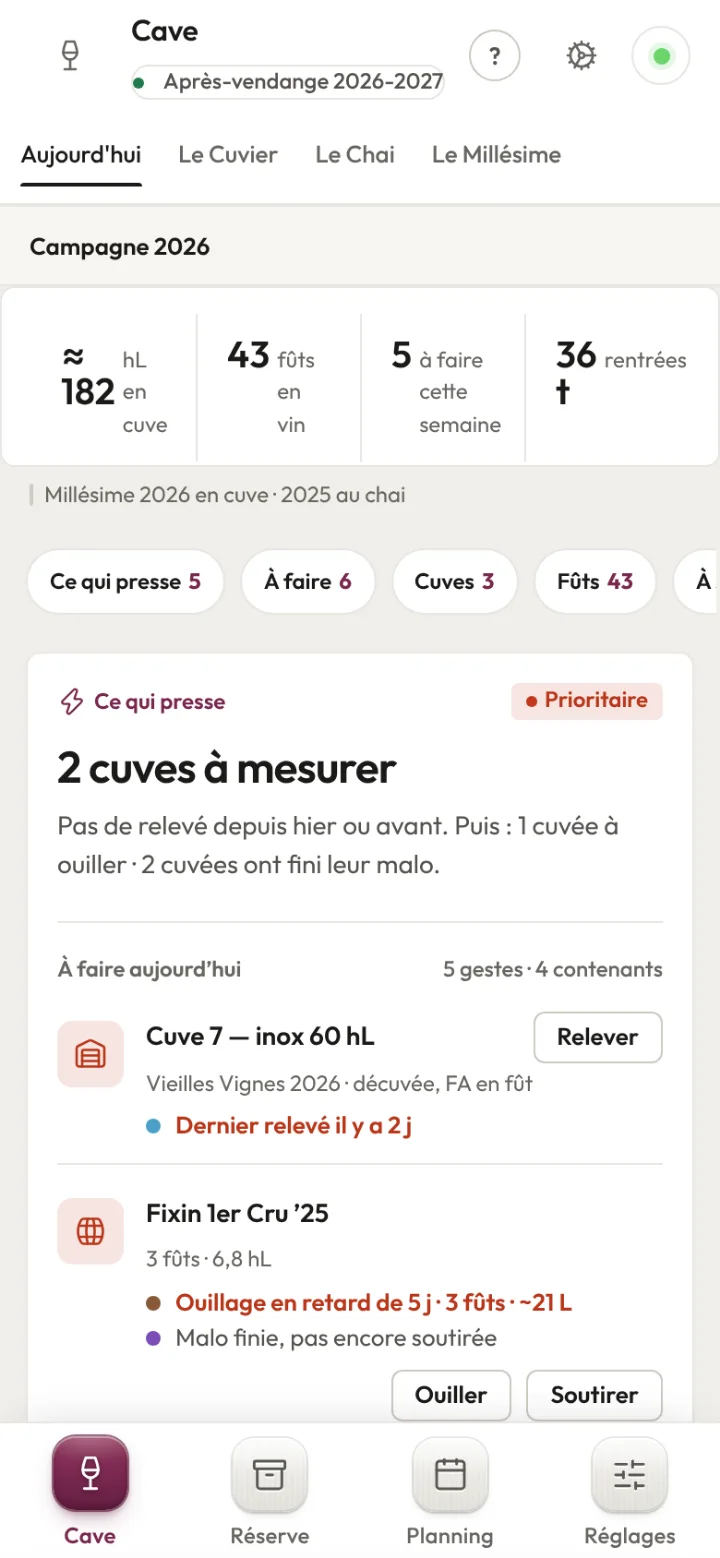 Cave
Après-vendange 2026-2027
?
Aujourd'hui
Le Cuvier
Le Chai
Le Millésime
Campagne 2026
≈ 182 hL en cuve
43 fûts en vin
5 à faire cette semaine
36 t rentrées
Millésime 2026 en cuve · 2025 au chai
Ce qui presse 5
À faire 6
Cuves 3
Fûts 43
À
Ce qui presse
Prioritaire
2 cuves à mesurer
Pas de relevé depuis hier ou avant. Puis : 1 cuvée à
ouiller · 2 cuvées ont fini leur malo.
À faire aujourd’hui
5 gestes · 4 contenants
Cuve 7 — inox 60 hL
Relever
Vieilles Vignes 2026 · décuvée, FA en fût
Dernier relevé il y a 2 j
Fixin 1er Cru ’25
3 fûts · 6,8 hL
Ouillage en retard de 5 j · 3 fûts · ~21 L
Malo finie, pas encore soutirée
Ouiller
Soutirer
Cave
Réserve
Planning
Réglages